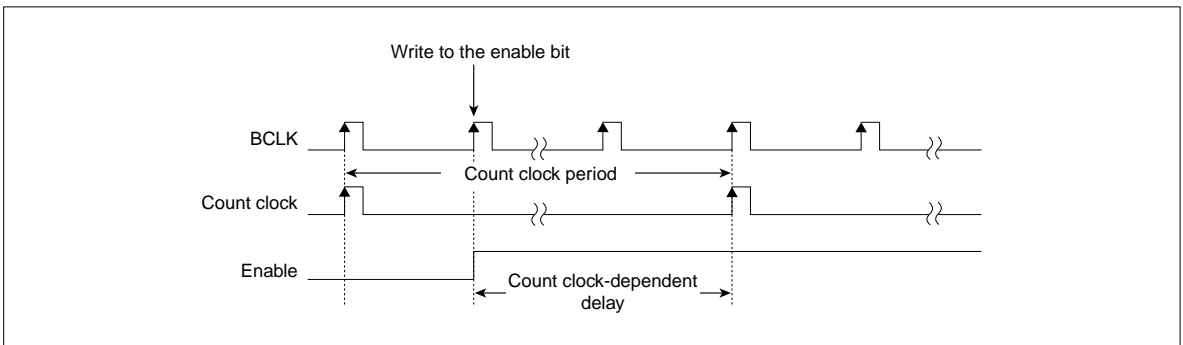 Write to the enable bit
BCLK
Count clock period
Count clock
Enable
Count clock-dependent
delay